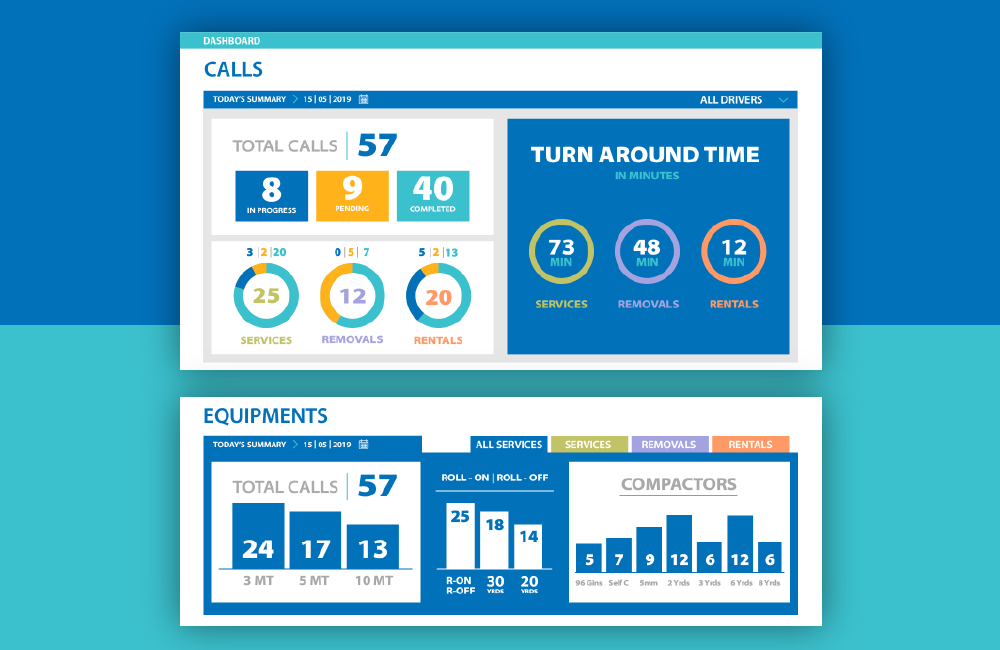 DASHBOARD
CALLS
TODAY'S SUMMARY > 15 | 05 | 2019
ALL DRIVERS
TOTAL CALLS | 57
8
IN PROGRESS
9
PENDING
40
COMPLETED
3 | 2 | 20
25
SERVICES
0 | 5 | 7
12
REMOVALS
5 | 2 | 13
20
RENTALS
TURN AROUND TIME
IN MINUTES
73
MIN
SERVICES
48
MIN
REMOVALS
12
MIN
RENTALS
EQUIPMENTS
TODAY'S SUMMARY > 15 | 05 | 2019
ALL SERVICES
SERVICES
REMOVALS
RENTALS
TOTAL CALLS | 57
24 17 13
3 MT 5 MT 10 MT
ROLL - ON | ROLL - OFF
25 18 14
R-ON
R-OFF
30
YRDS
20
YRDS
COMPACTORS
5 7 9 12 6 12 6
96 Glns Self C 5mm 2 Yrds 3 Yrds 6 Yrds 8 Yrds